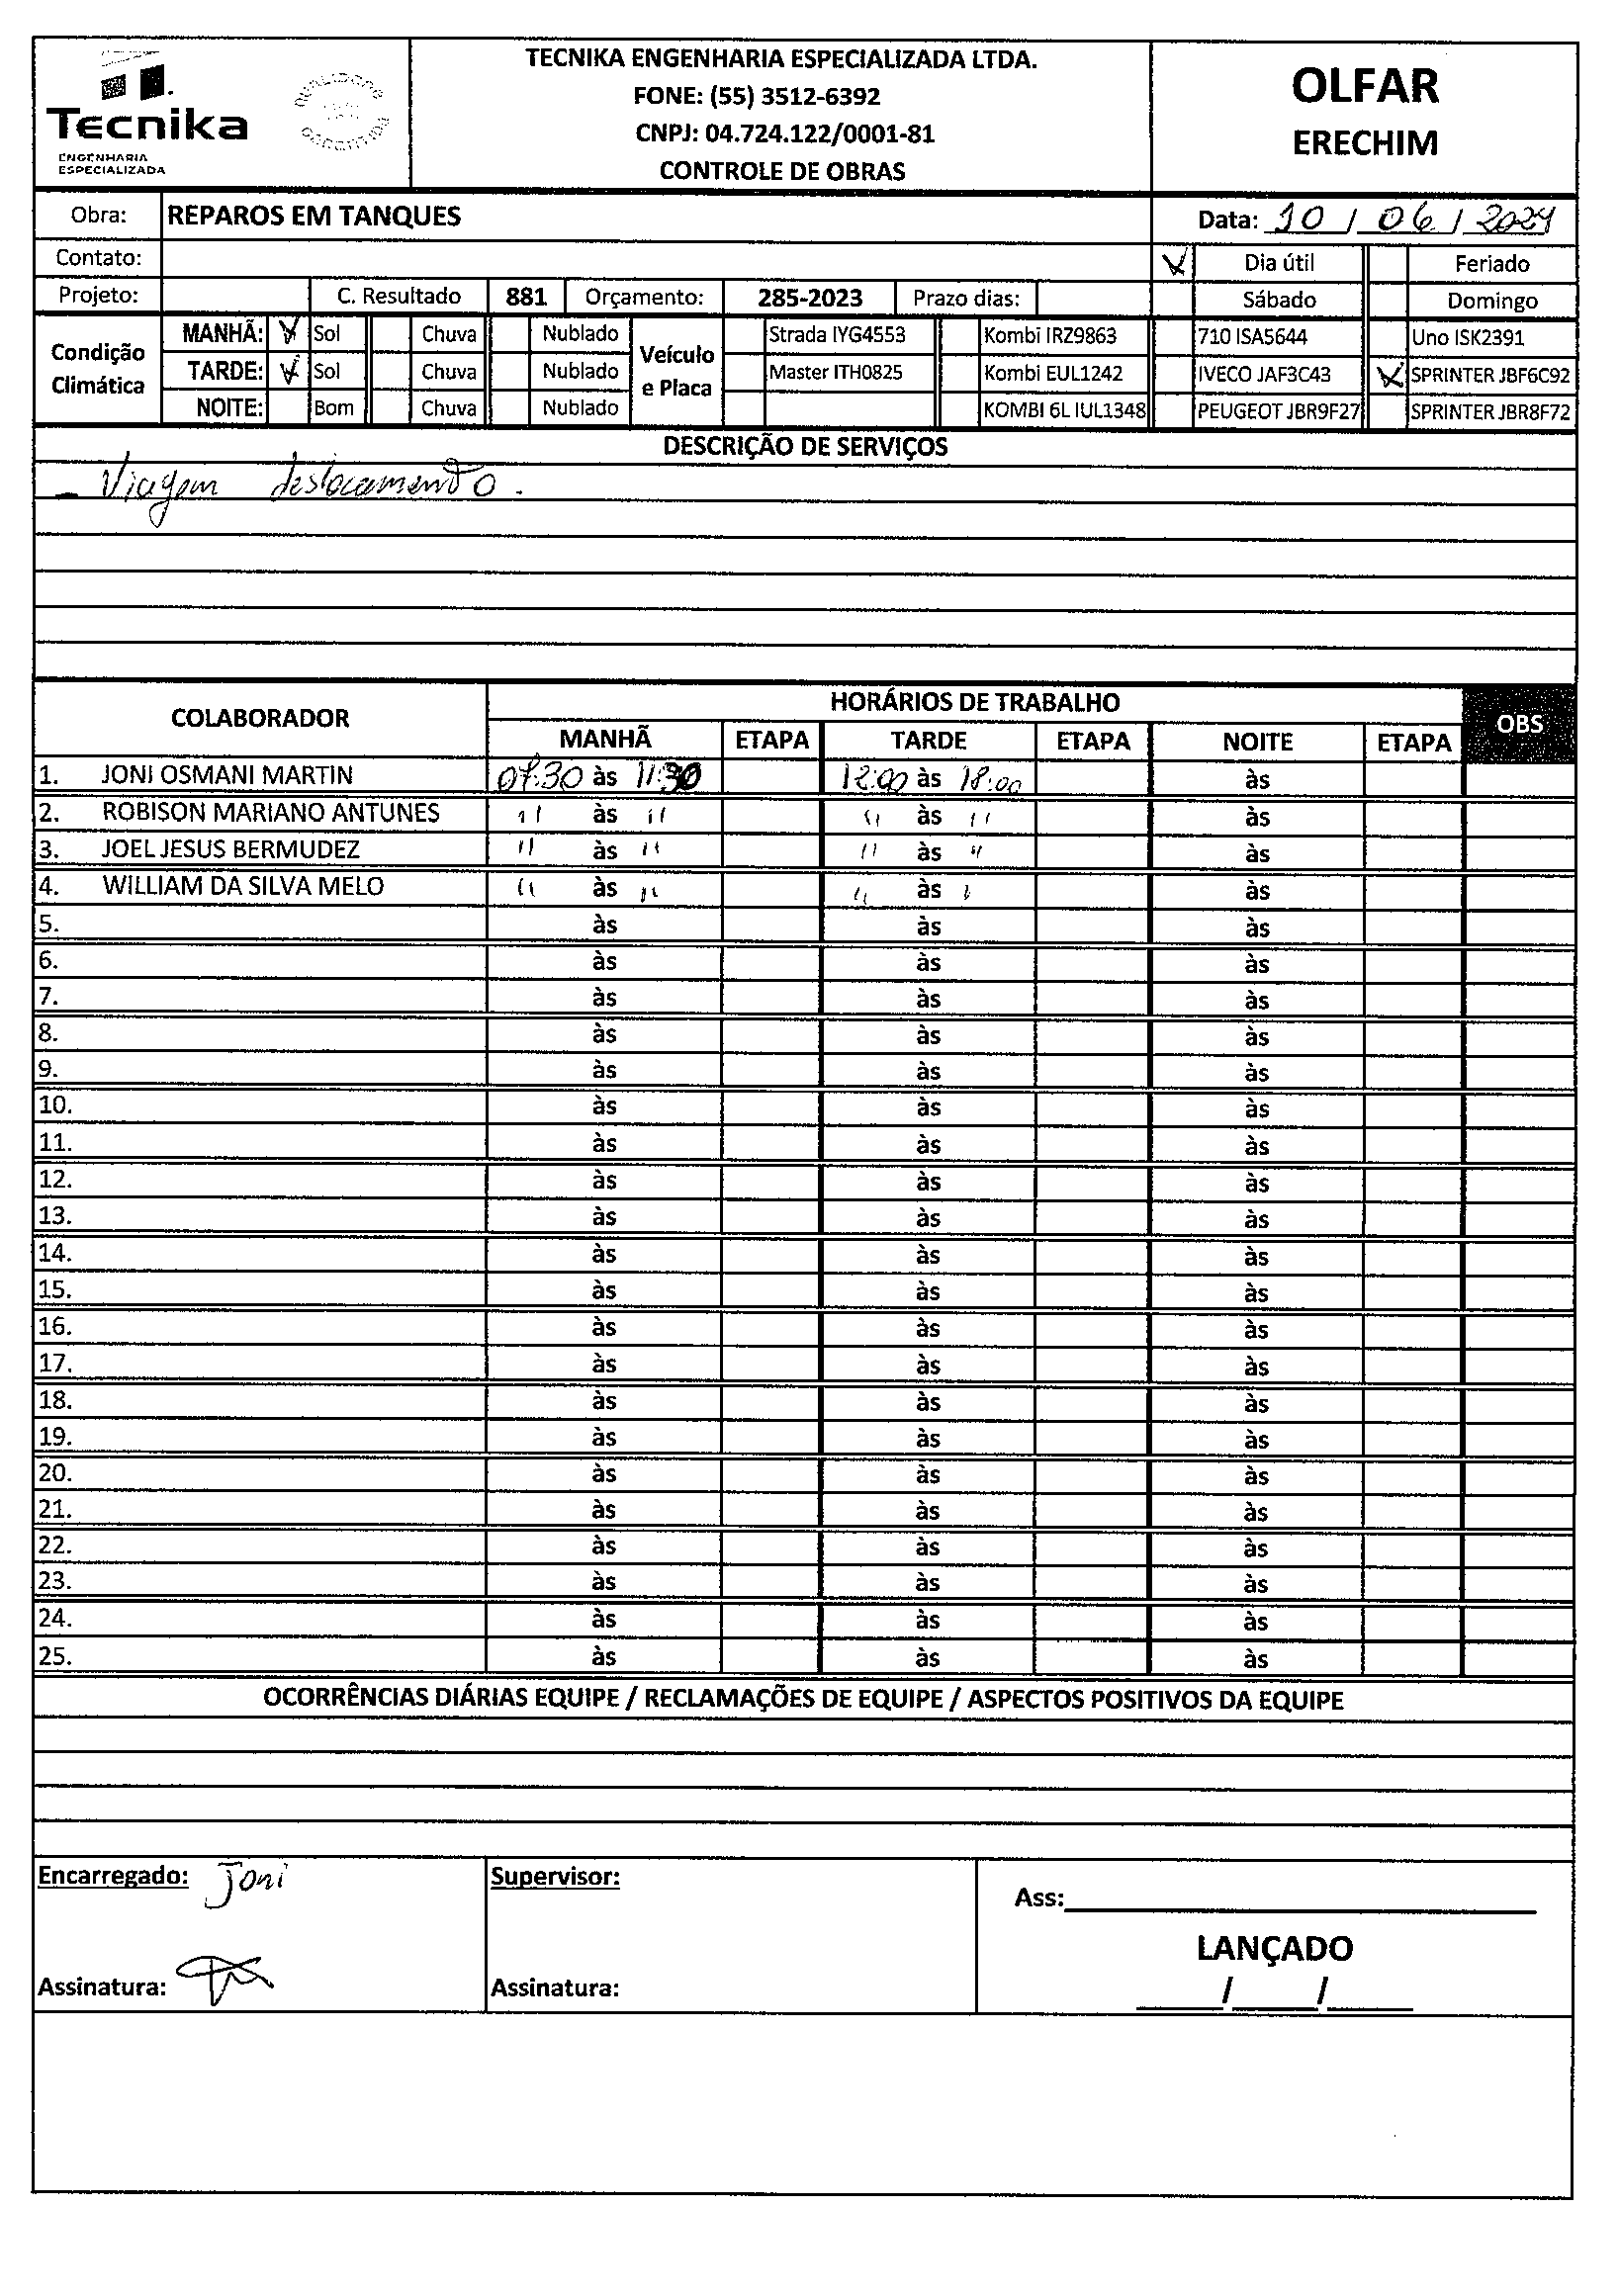 Tecnika
ENGENHARIA
ESPECIALIZADA
TECNIKA ENGENHARIA ESPECIALIZADA LTDA.
FONE: (55) 3512-6392
CNPJ: 04.724.122/0001-81
CONTROLE DE OBRAS
OLFAR
ERECHIM
Obra: REPAROS EM TANQUES Data: 10 / 06 / 2024
Contato: Dia útil Feriado
Projeto: C. Resultado 881 Orçamento: 285-2023 Prazo dias: Sábado Domingo
Condição Climática
MANHÃ: Sol Chuva Nublado
TARDE: Sol Chuva Nublado
NOITE: Bom Chuva Nublado
Veículo e Placa
Strada IYG4553 Kombi IRZ9863 710 ISA5644 Uno ISK2391
Master ITH0825 Kombi EUL1242 IVECO JAF3C43 SPRINTER JBF6C92
KOMBI 6L IUL1348 PEUGEOT JBR9F27 SPRINTER JBR8F72
DESCRIÇÃO DE SERVIÇOS
- Viagem deslocamento.
COLABORADOR HORÁRIOS DE TRABALHO OBS
MANHÃ ETAPA TARDE ETAPA NOITE ETAPA
1. JONI OSMANI MARTIN 07:30 às 11:30 12:00 às 18:00 às
2. ROBISON MARIANO ANTUNES " às " " às " às
3. JOEL JESUS BERMUDEZ " às " " às " às
4. WILLIAM DA SILVA MELO " às " " às " às
5. às às às
6. às às às
7. às às às
8. às às às
9. às às às
10. às às às
11. às às às
12. às às às
13. às às às
14. às às às
15. às às às
16. às às às
17. às às às
18. às às às
19. às às às
20. às às às
21. às às às
22. às às às
23. às às às
24. às às às
25. às às às
OCORRÊNCIAS DIÁRIAS EQUIPE / RECLAMAÇÕES DE EQUIPE / ASPECTOS POSITIVOS DA EQUIPE
Encarregado: Joni Supervisor:
Ass:
LANÇADO
Assinatura: Assinatura: / /